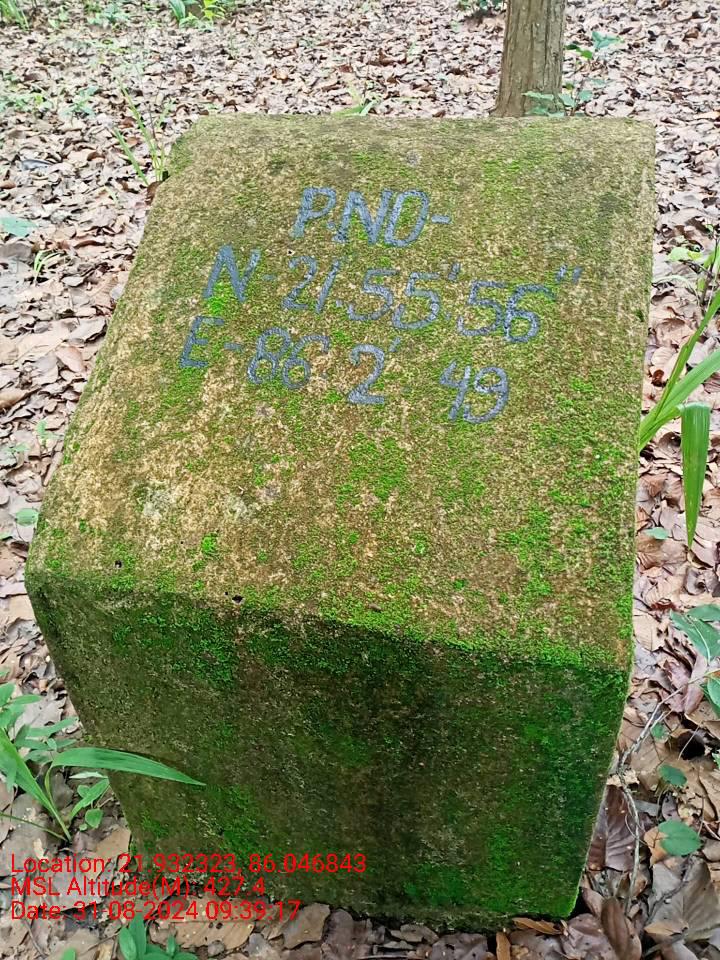 P.NO-
N-21.55'.56"
E-86.2' 49
Location: 21.932323, 86.046843
MSL Altitude(M): 427.4
Date: 31-08-2024 09:39:17